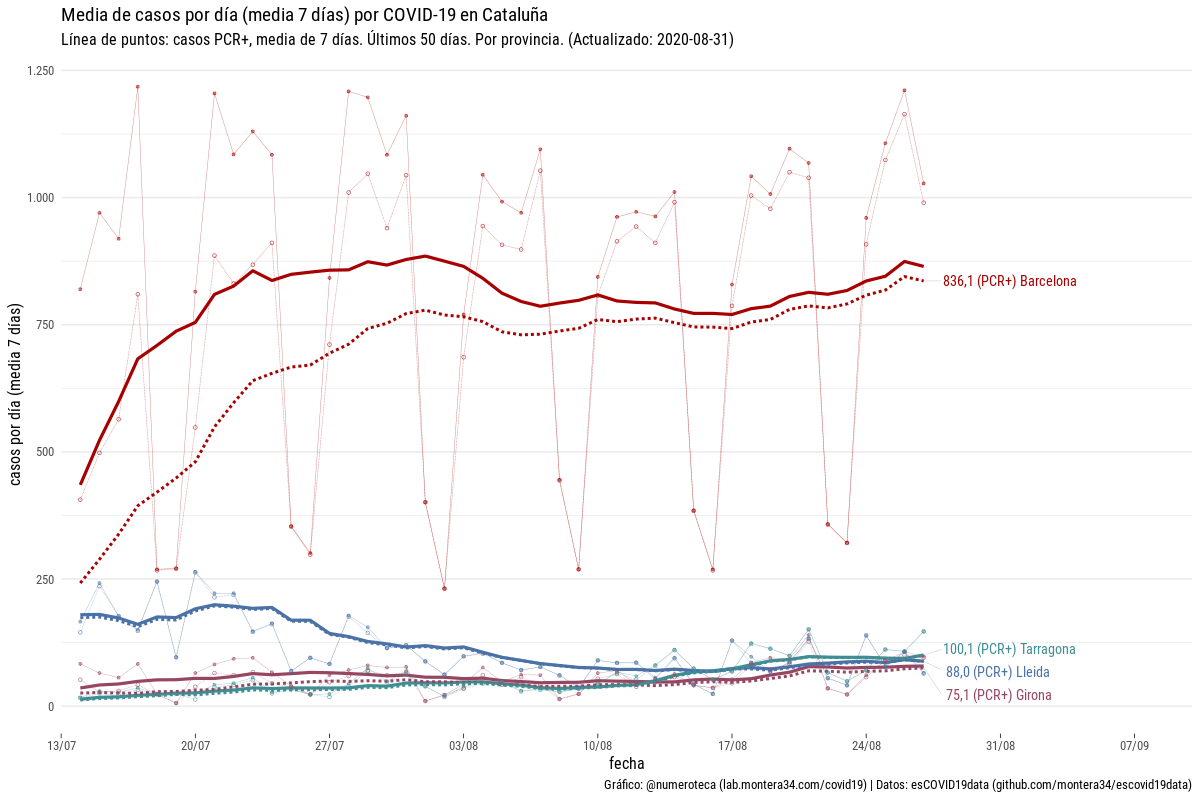 Media de casos por día (media 7 días) por COVID-19 en Cataluña
Línea de puntos: casos PCR+, media de 7 días. Últimos 50 días. Por provincia. (Actualizado: 2020-08-31)
casos por día (media 7 días)
1.250
1.000
750
500
250
0
836,1 (PCR+) Barcelona
100,1 (PCR+) Tarragona
88,0 (PCR+) Lleida
75,1 (PCR+) Girona
13/07 20/07 27/07 03/08 10/08 17/08 24/08 31/08 07/09
fecha
Gráfico: @numeroteca (lab.montera34.com/covid19) | Datos: esCOVID19data (github.com/montera34/escovid19data)